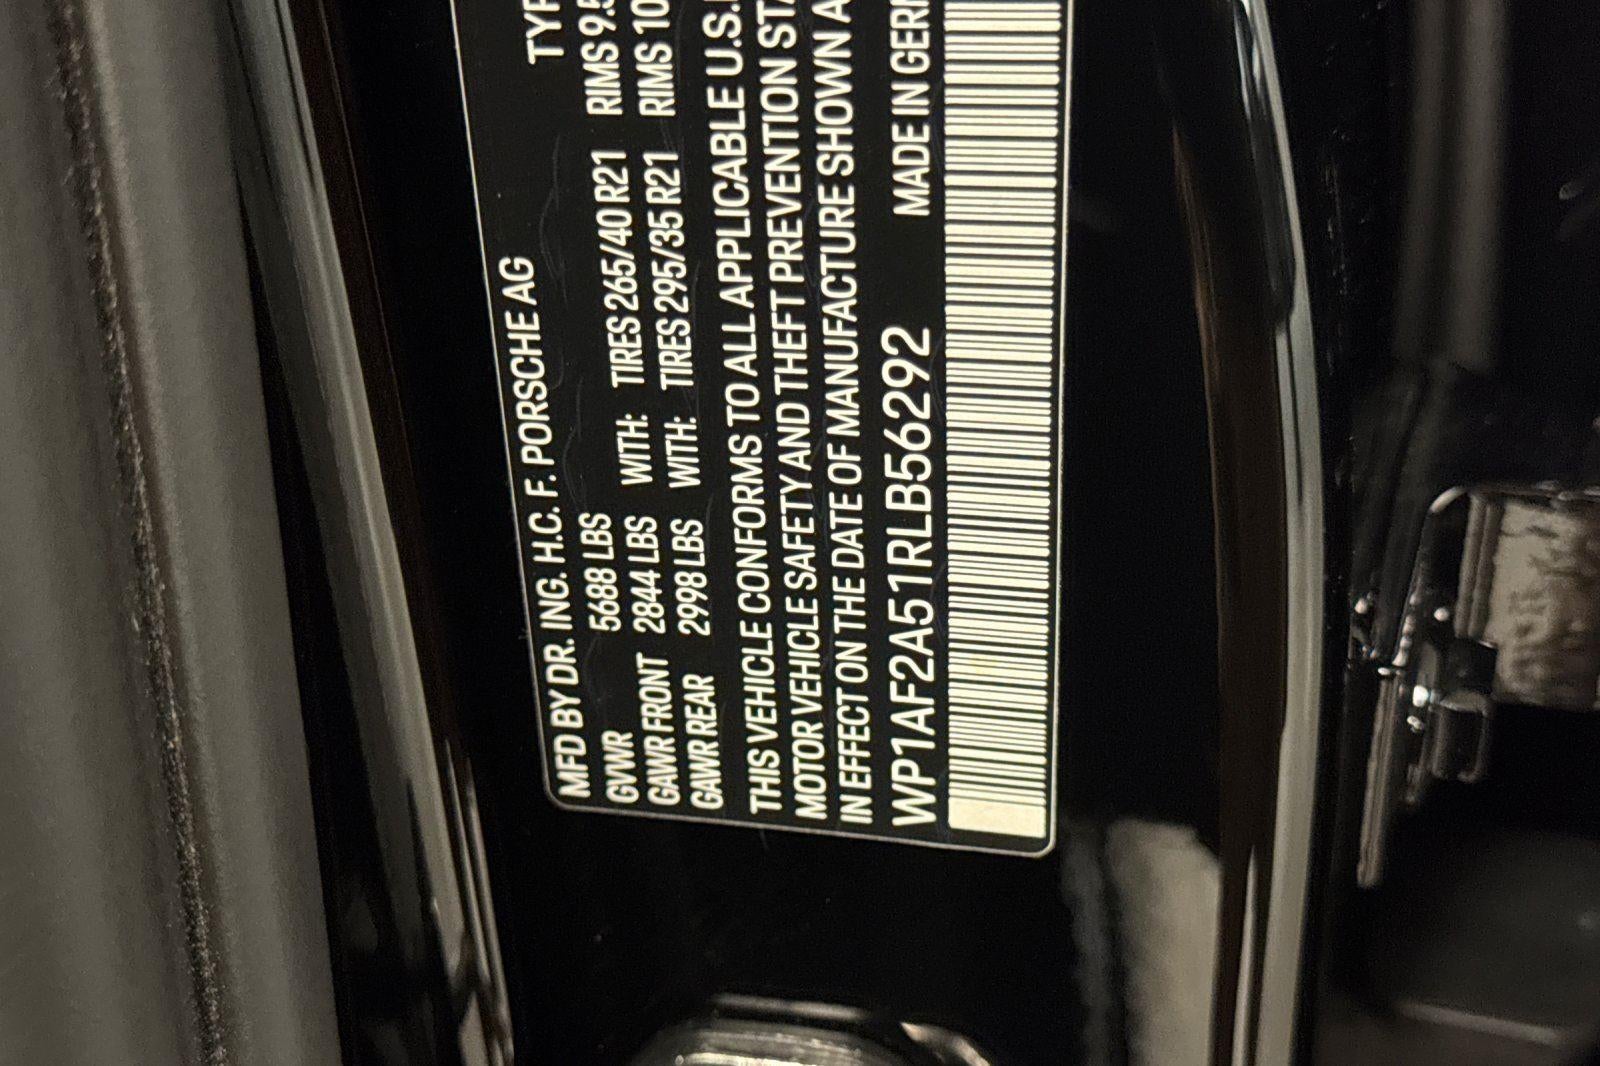 MFD BY DR. ING. H.C. F. PORSCHE AG TYP
GVWR 5688 LBS WITH: TIRES 265/40 R21 RIMS 9.5
GAWR FRONT 2844 LBS WITH: TIRES 295/35 R21 RIMS 10
GAWR REAR 2998 LBS
THIS VEHICLE CONFORMS TO ALL APPLICABLE U.S.
MOTOR VEHICLE SAFETY AND THEFT PREVENTION STA
IN EFFECT ON THE DATE OF MANUFACTURE SHOWN A
WP1AF2A51RLB56292 MADE IN GERM